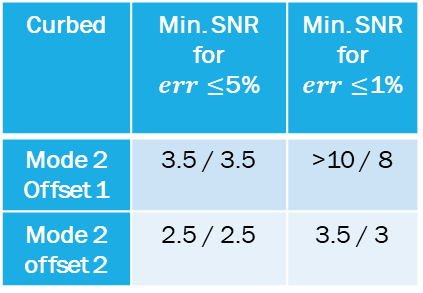 Curbed
Min. SNR
for
err ≤5%
Min. SNR
for
err ≤1%
Mode 2
Offset 1
3.5 / 3.5
>10 / 8
Mode 2
offset 2
2.5 / 2.5
3.5 / 3